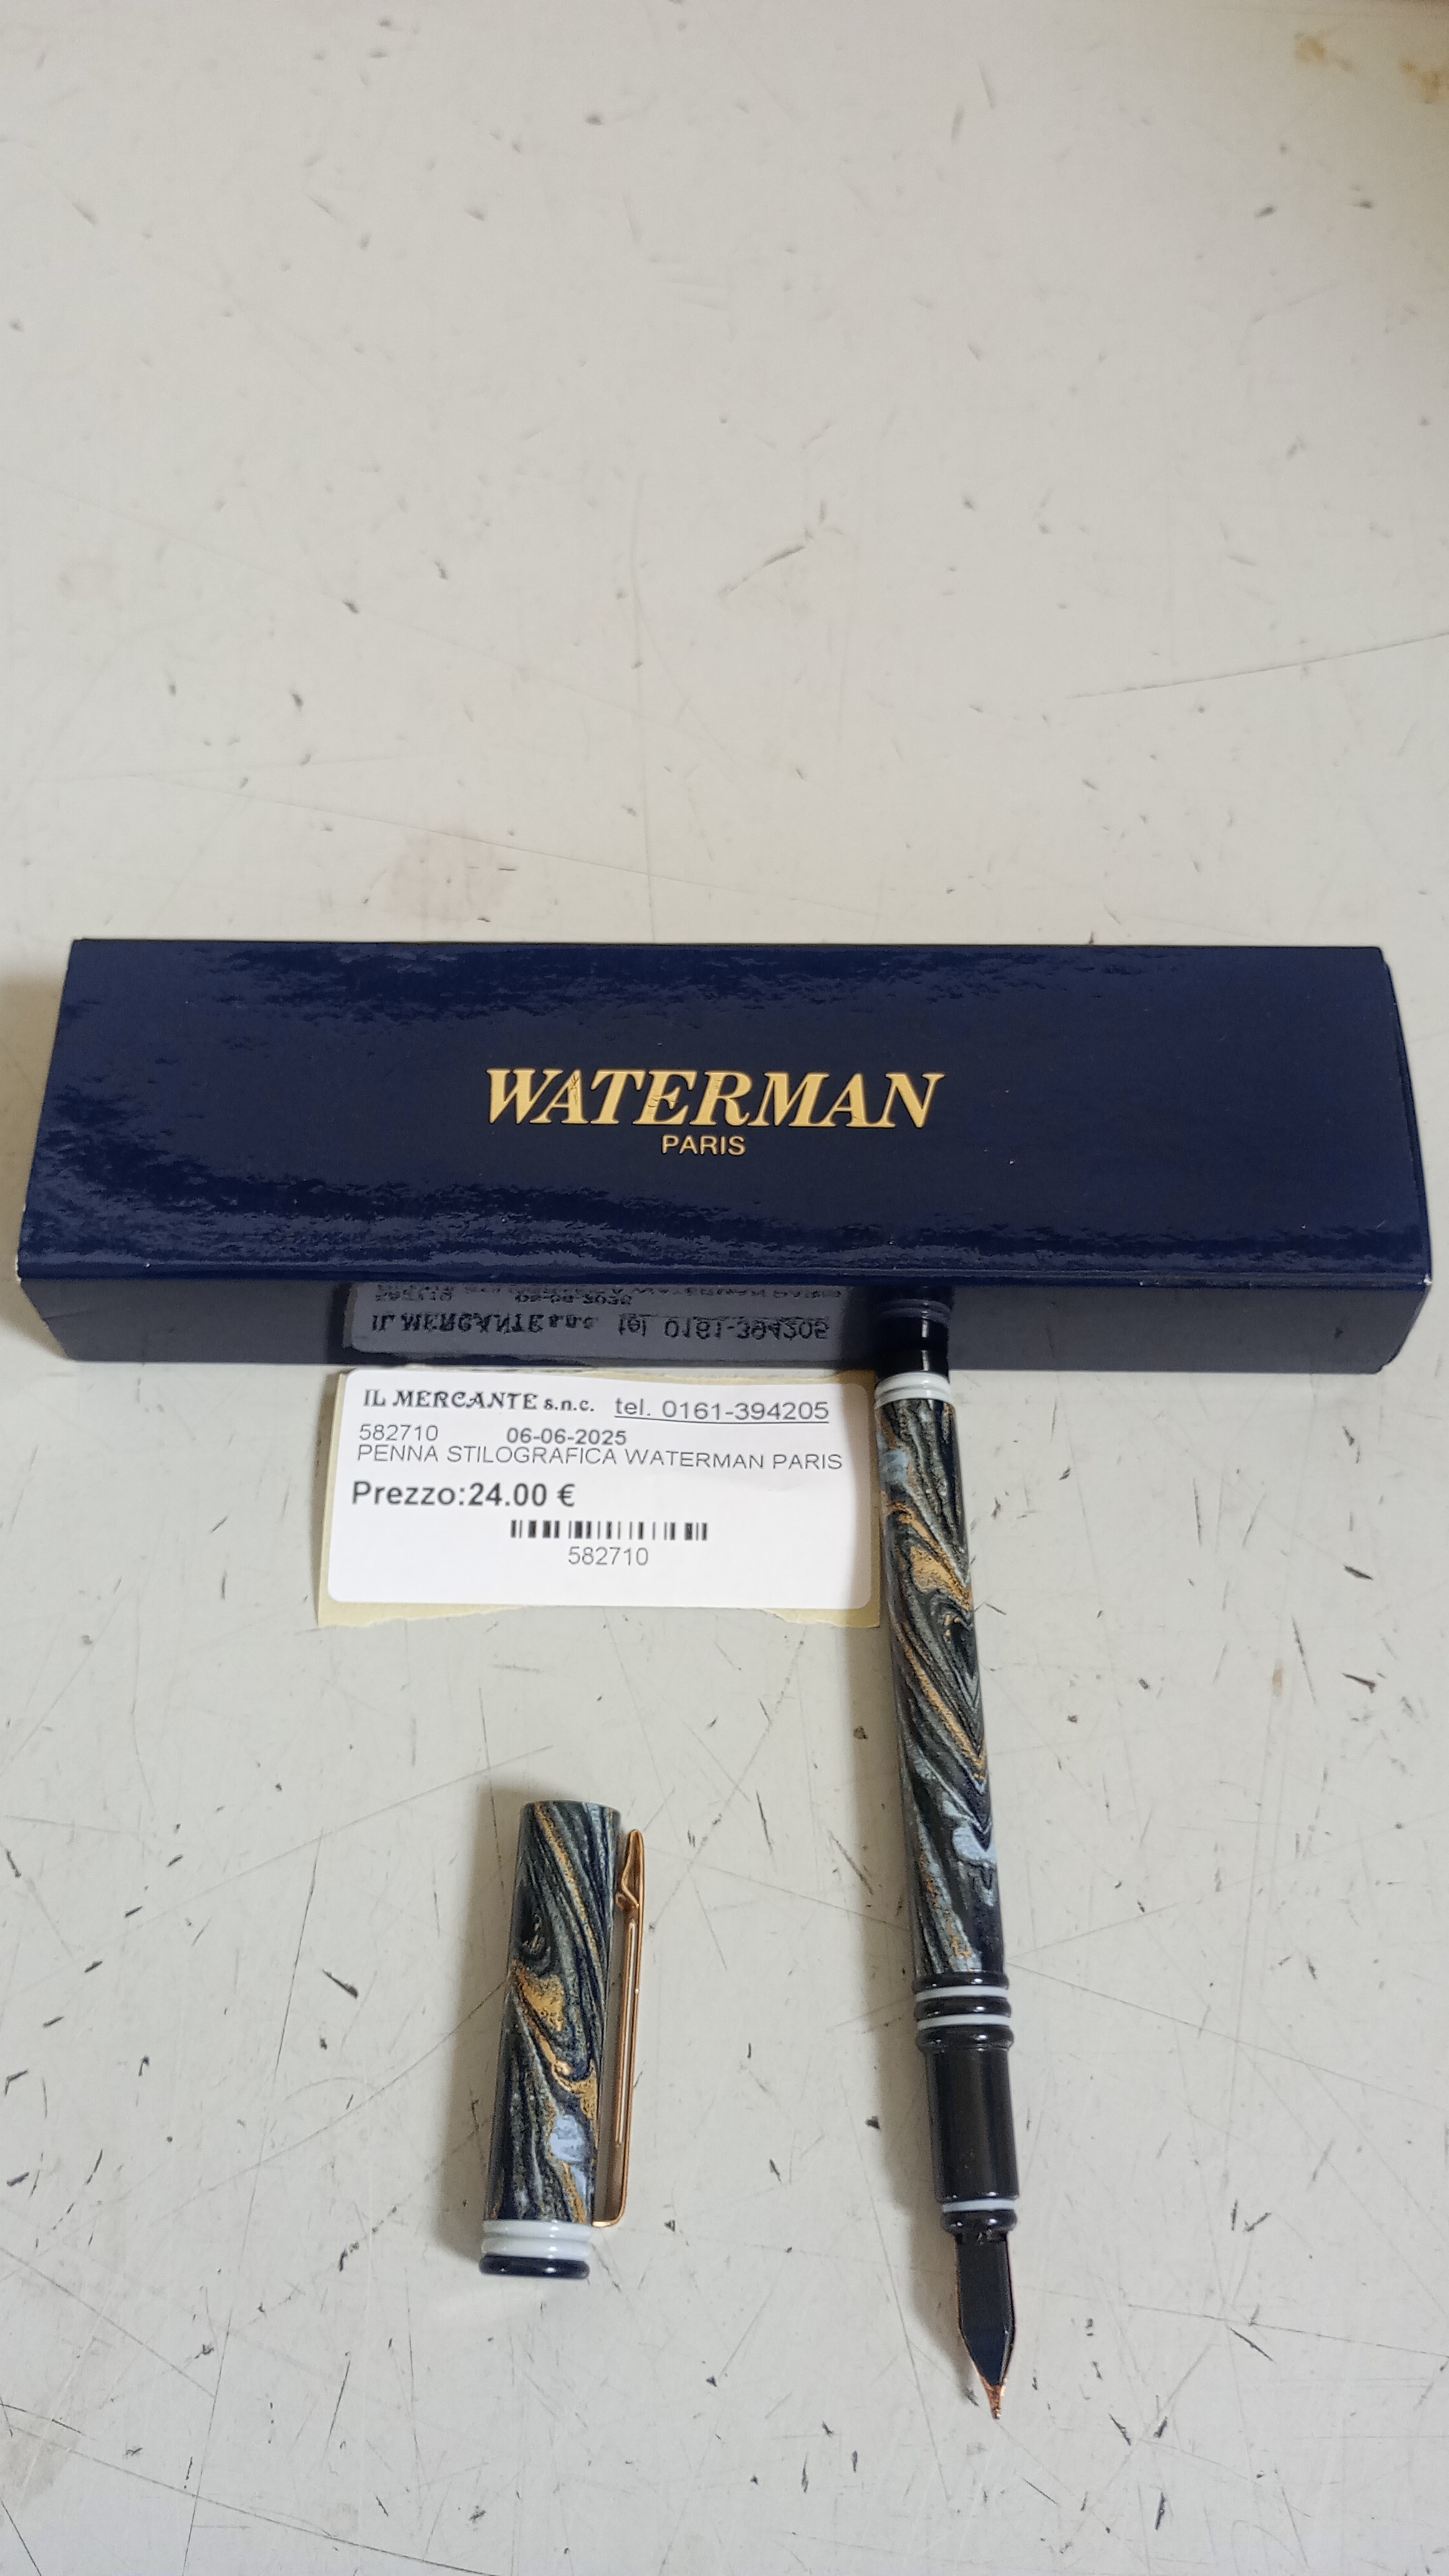 WATERMAN
PARIS
IL MERCANTE s.n.c. tel. 0161-394205
582710 06-06-2025
PENNA STILOGRAFICA WATERMAN PARIS
Prezzo:24.00 €
582710